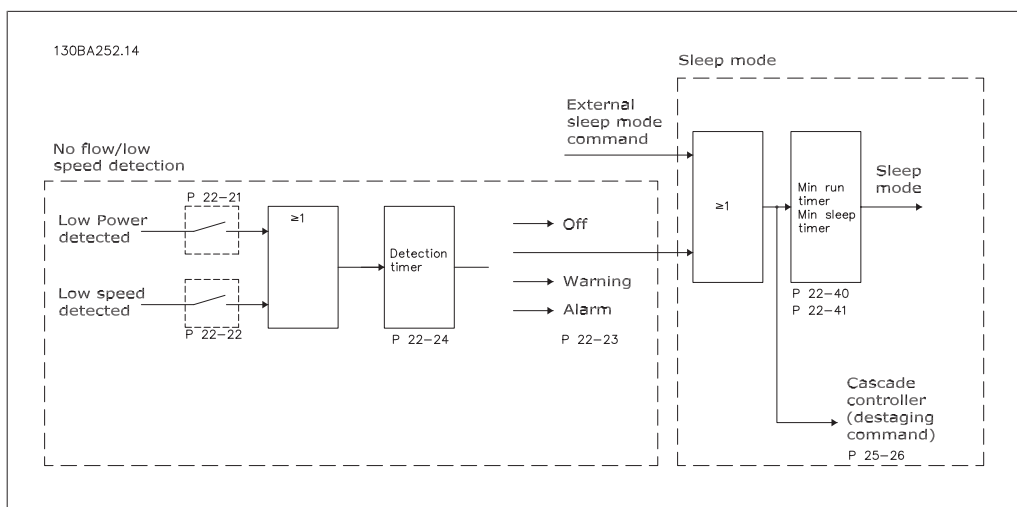 130BA252.14
Sleep mode
External
sleep mode
command
No flow/low
speed detection
P 22-21
Low Power
detected
≥1
Detection
timer
Off
Warning
Alarm
Low speed
detected
P 22-22
P 22-24
P 22-23
≥1
Min run
timer
Min sleep
timer
Sleep
mode
P 22-40
P 22-41
Cascade
controller
(destaging
command)
P 25-26